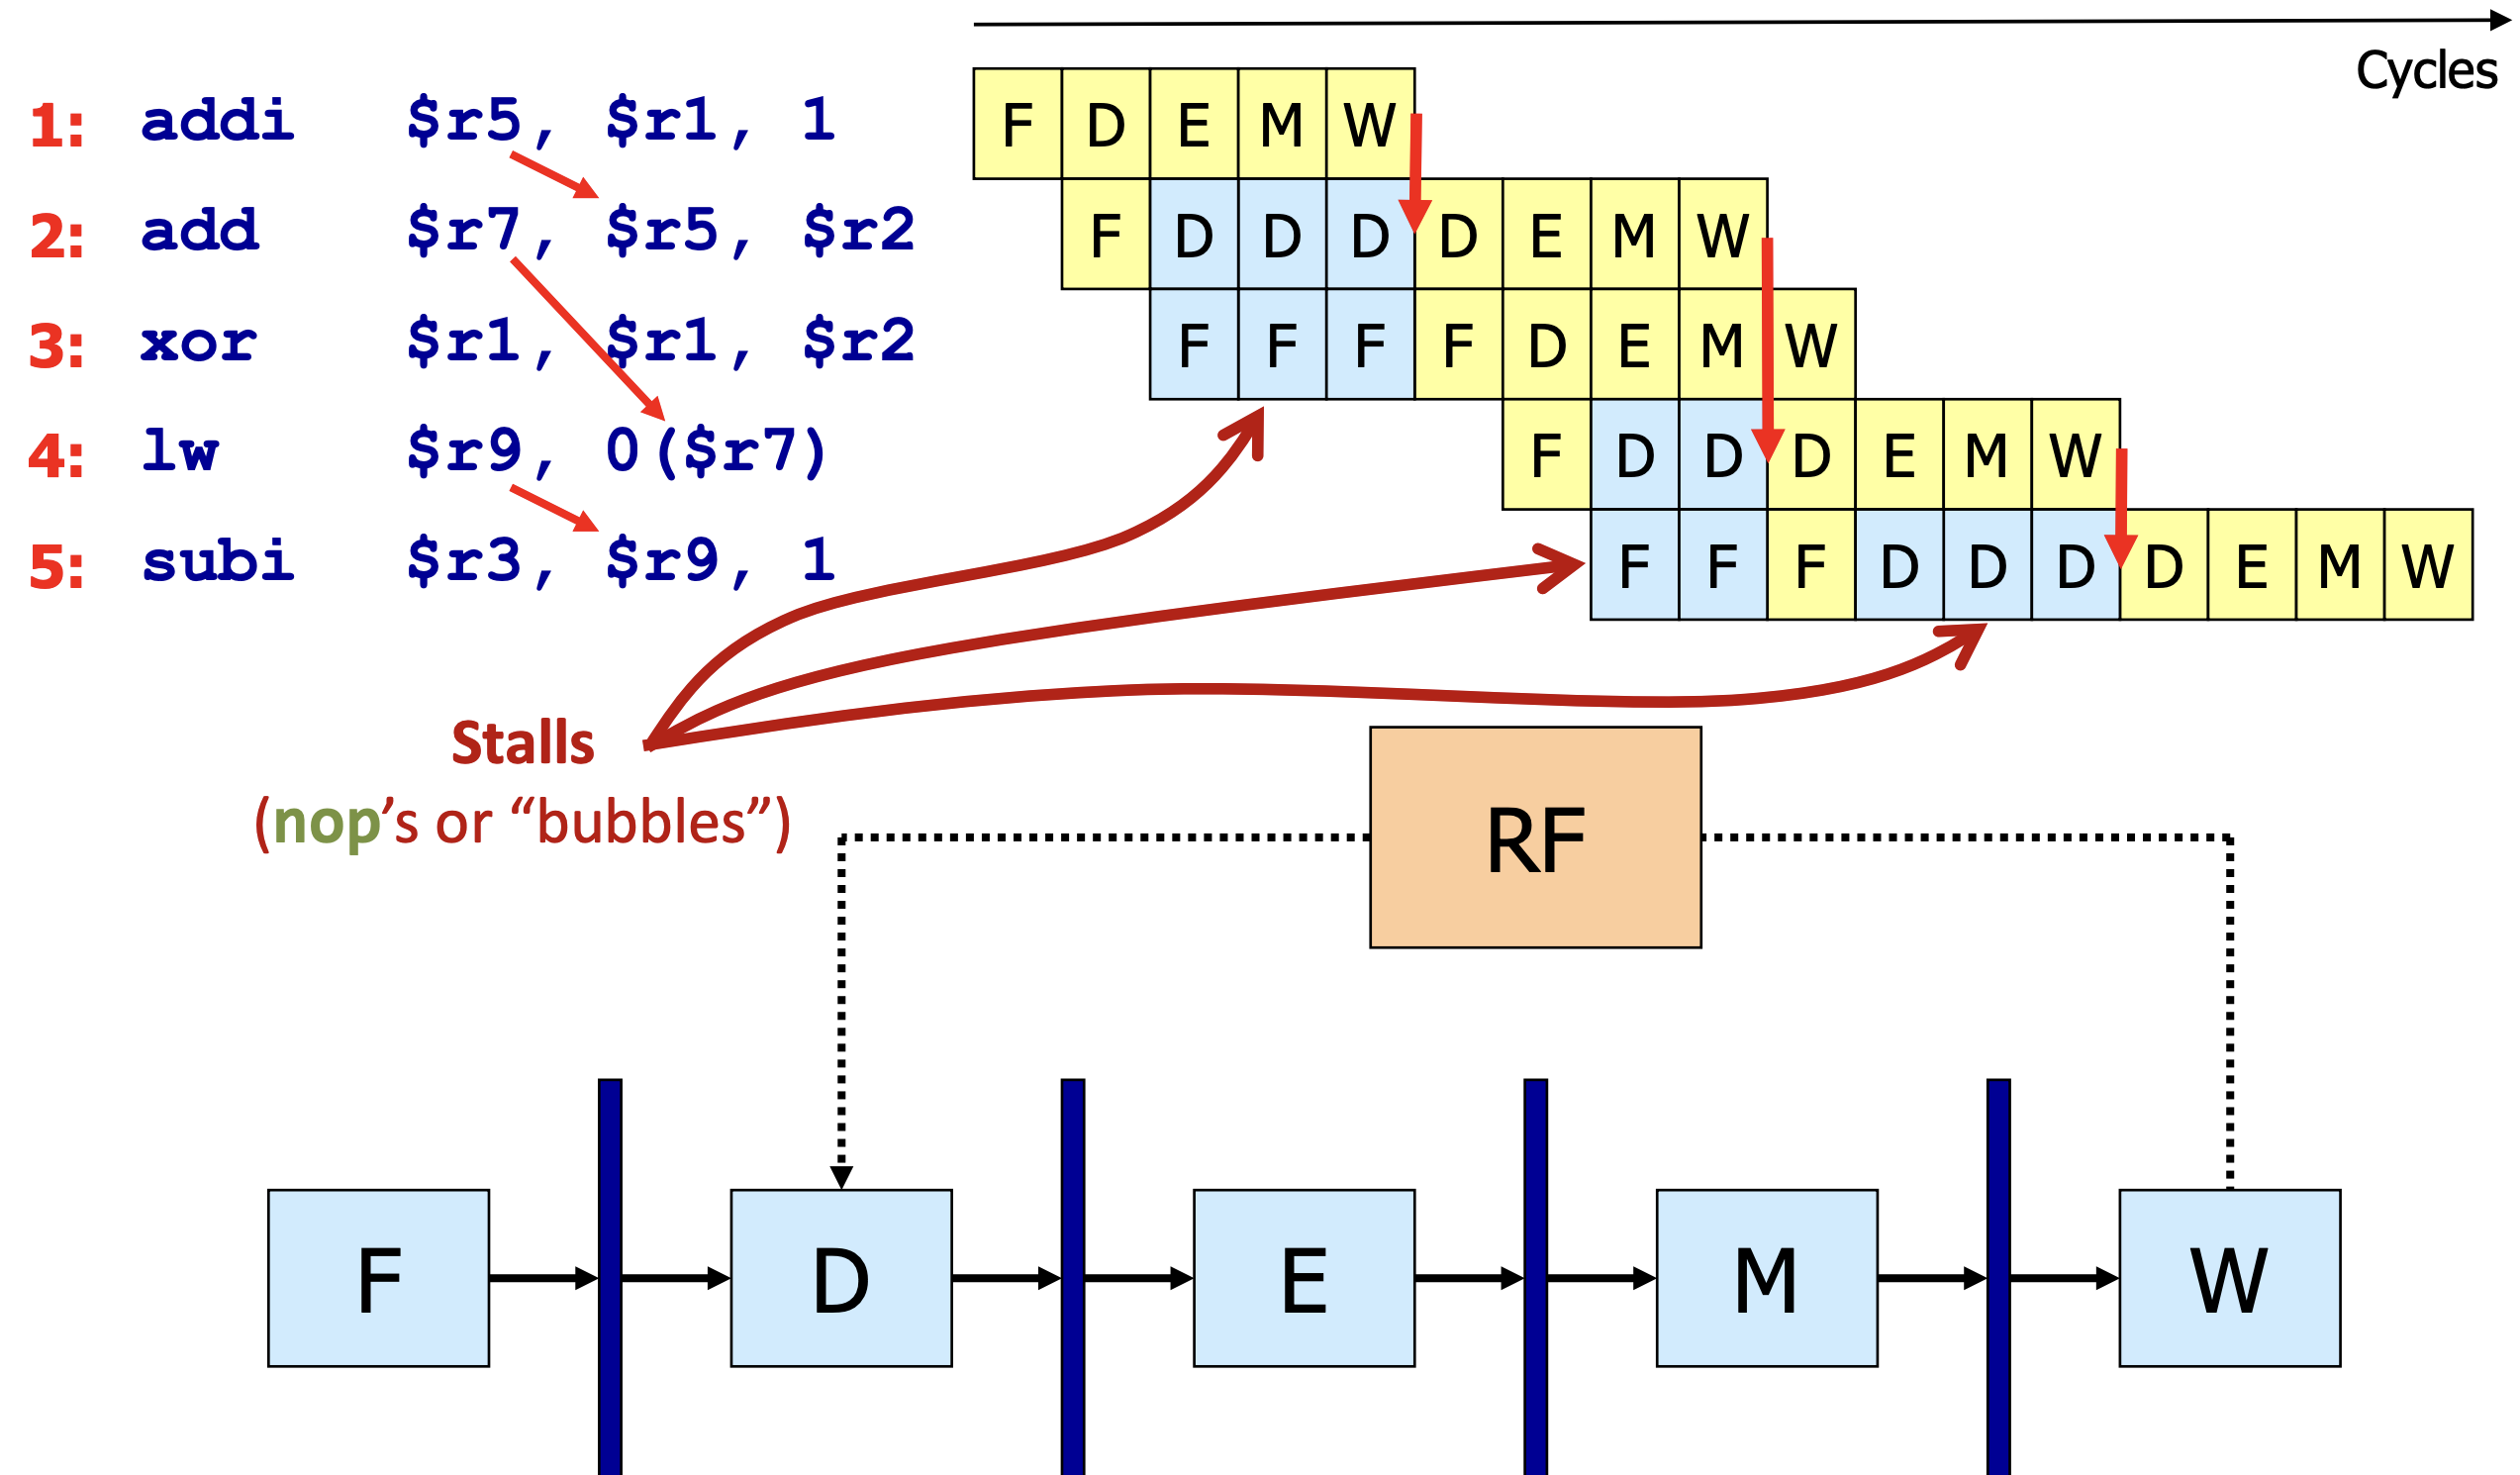 Cycles
1: addi $r5, $r1, 1 F D E M W
2: add $r7, $r5, $r2 F D D D D E M W
3: xor $r1, $r1, $r2 F F F F D E M W
4: lw $r9, 0($r7) F D D D E M W
5: subi $r3, $r9, 1 F F F D D D D E M W
Stalls
(nop’s or “bubbles”)
RF
F D E M W